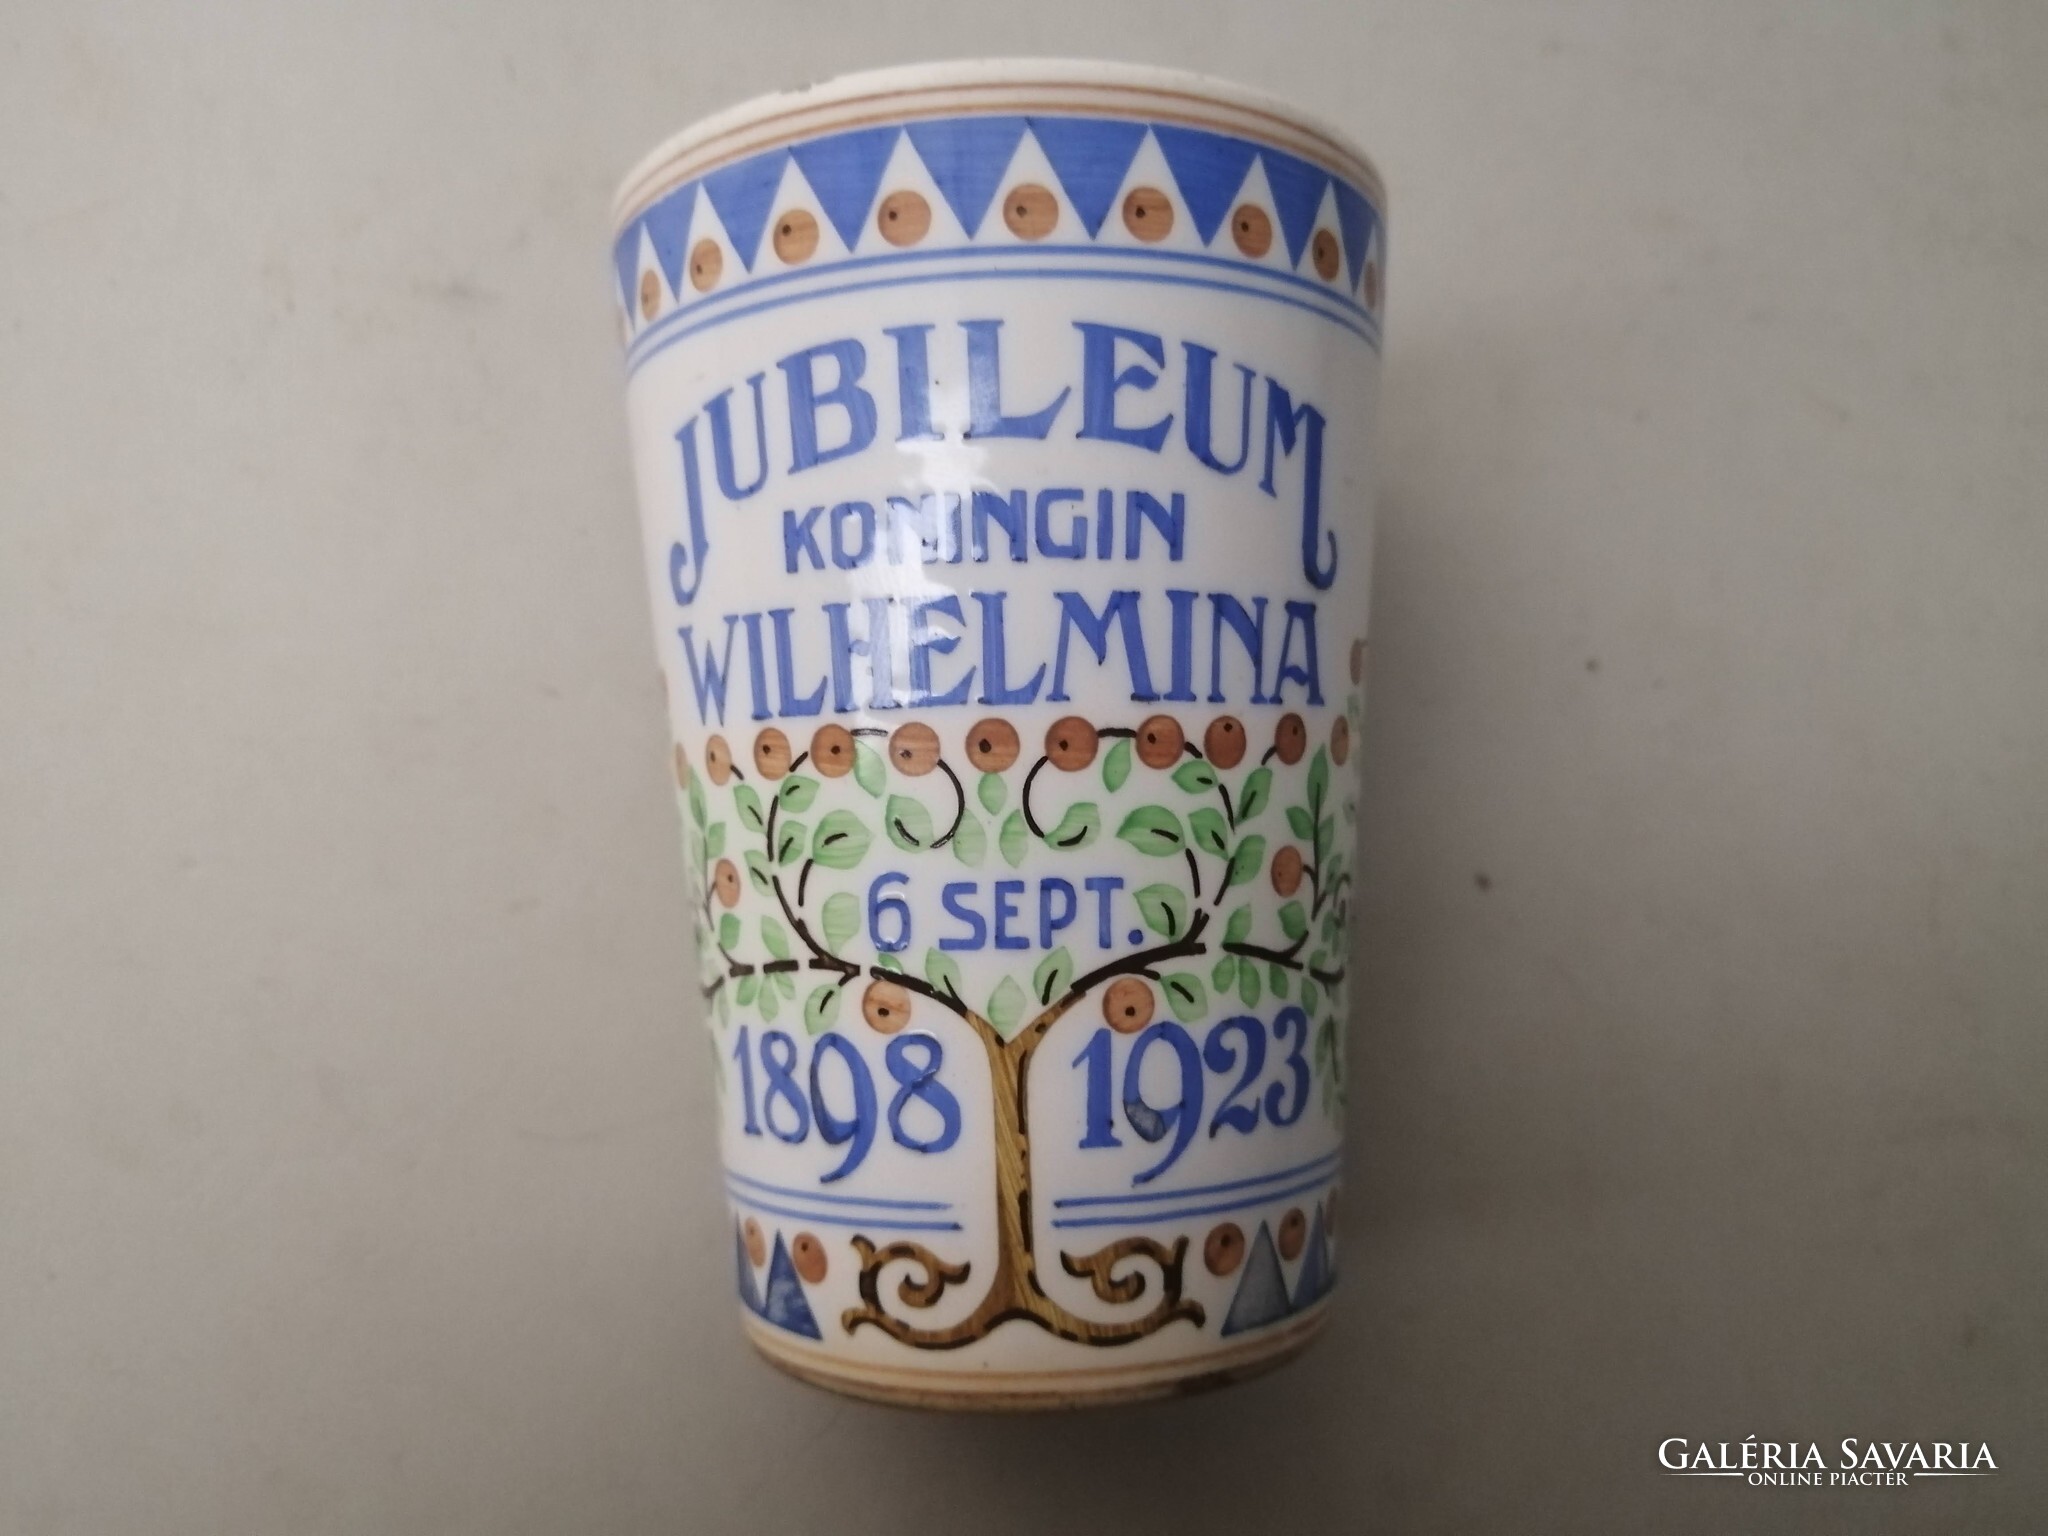 JUBILEUM
KONINGIN
WILHELMINA
6 SEPT.
1898 1923
GALÉRIA SAVARIA
ONLINE PIACTÉR